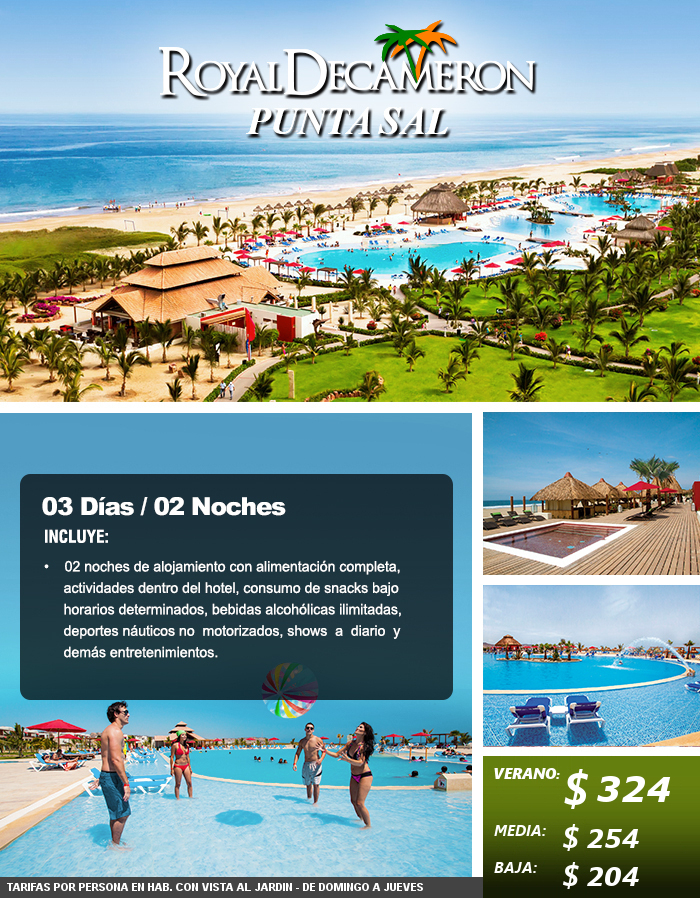 ROYAL DECAMERON
PUNTA SAL
03 Días / 02 Noches
INCLUYE:
• 02 noches de alojamiento con alimentación completa,
actividades dentro del hotel, consumo de snacks bajo
horarios determinados, bebidas alcohólicas ilimitadas,
deportes náuticos no motorizados, shows a diario y
demás entretenimientos.
VERANO: $ 324
MEDIA: $ 254
BAJA: $ 204
TARIFAS POR PERSONA EN HAB. CON VISTA AL JARDIN - DE DOMINGO A JUEVES